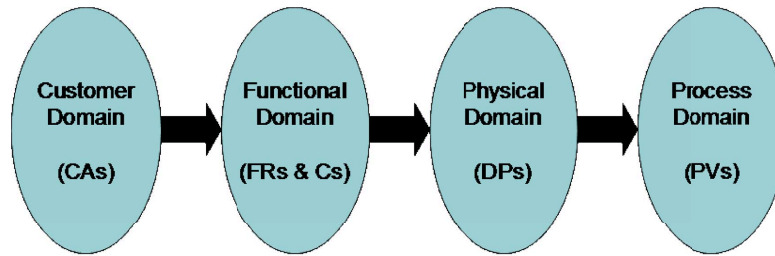 Customer
Domain
(CAs)
Functional
Domain
(FRs & Cs)
Physical
Domain
(DPs)
Process
Domain
(PVs)